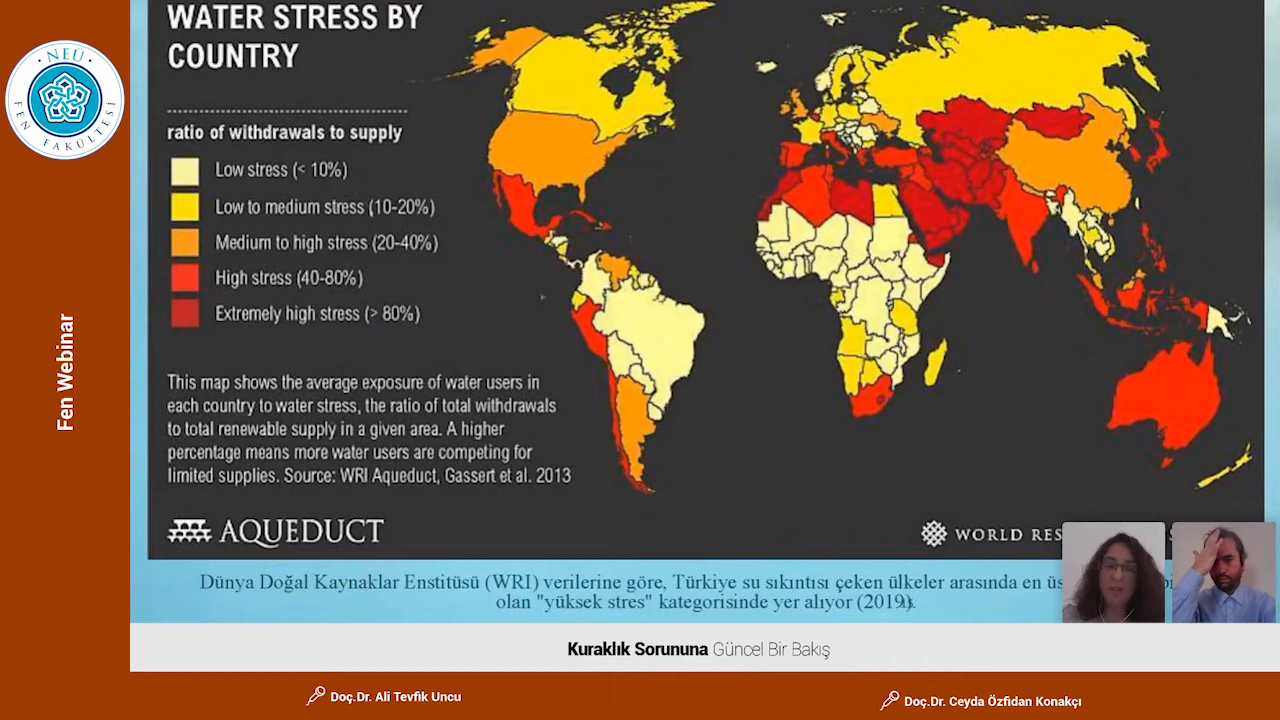 WATER STRESS BY
COUNTRY
ratio of withdrawals to supply
Low stress (< 10%)
Low to medium stress (10-20%)
Medium to high stress (20-40%)
High stress (40-80%)
Extremely high stress (> 80%)
This map shows the average exposure of water users in
each country to water stress, the ratio of total withdrawals
to total renewable supply in a given area. A higher
percentage means more water users are competing for
limited supplies. Source: WRI Aqueduct, Gassert et al. 2013
AQUEDUCT
WORLD
Dünya Doğal Kaynaklar Enstitüsü (WRI) verilerine göre, Türkiye su sıkıntısı çeken ülkeler arasında en
olan "yüksek stres" kategorisinde yer alıyor (2019).
NEÜ
FEN FAKÜLTESİ
Fen Webinar
Kuraklık Sorununa Güncel Bir Bakış
Doç.Dr. Ali Tevfik Uncu
Doç.Dr. Ceyda Özfidan Konakçı